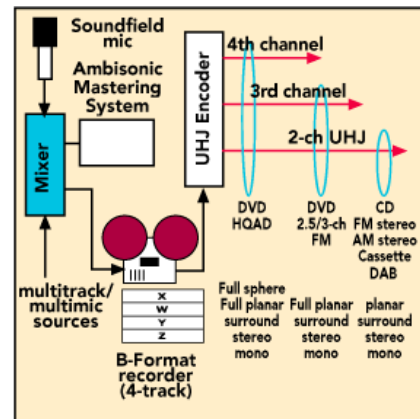 Soundfield
mic
Ambisonic
Mastering
System
Mixer
multitrack/
multimic
sources
X
W
Y
Z
B-Format
recorder
(4-track)
UHJ Encoder
4th channel
3rd channel
2-ch UHJ
DVD
HQAD
Full sphere
Full planar
surround
stereo
mono
DVD
2.5/3-ch
FM
Full planar
surround
stereo
mono
CD
FM stereo
AM stereo
Cassette
DAB
planar
surround
stereo
mono